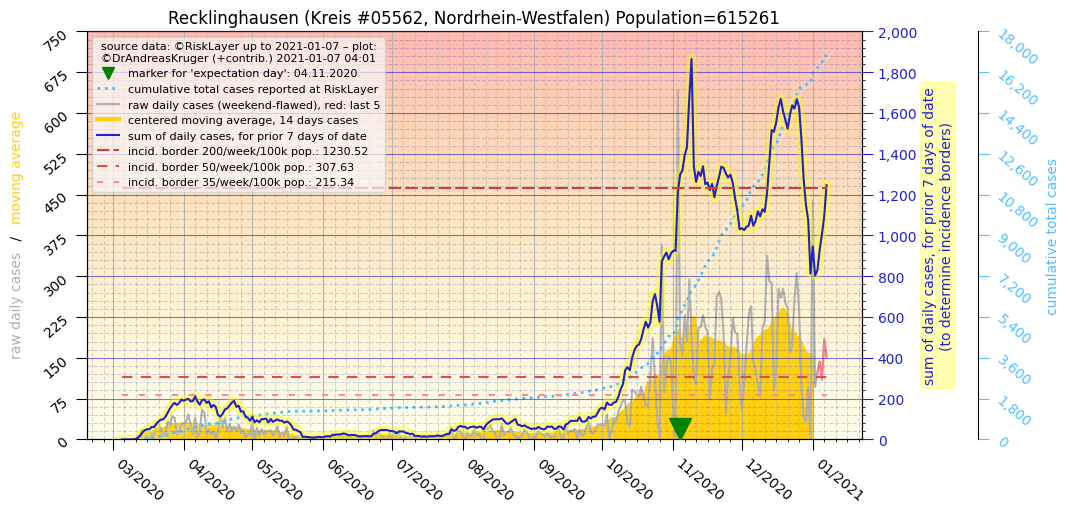 Recklinghausen (Kreis #05562, Nordrhein-Westfalen) Population=615261
source data: ©RiskLayer up to 2021-01-07 – plot:
©DrAndreasKruger (+contrib.) 2021-01-07 04:01
marker for 'expectation day': 04.11.2020
cumulative total cases reported at RiskLayer
raw daily cases (weekend-flawed), red: last 5
centered moving average, 14 days cases
sum of daily cases, for prior 7 days of date
incid. border 200/week/100k pop.: 1230.52
incid. border 50/week/100k pop.: 307.63
incid. border 35/week/100k pop.: 215.34
raw daily cases / moving average
750
675
600
525
450
375
300
225
150
75
0
03/2020
04/2020
05/2020
06/2020
07/2020
08/2020
09/2020
10/2020
11/2020
12/2020
01/2021
2,000
1,800
1,600
1,400
1,200
1,000
800
600
400
200
0
sum of daily cases, for prior 7 days of date
(to determine incidence borders)
18,000
16,200
14,400
12,600
10,800
9,000
7,200
5,400
3,600
1,800
0
cumulative total cases